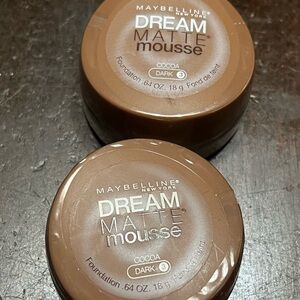 MAYBELLINE®
NEW YORK
DREAM
MATTE®
mousse
COCOA
DARK 3
Foundation .64 OZ. 18 g Fond de teint
MAYBELLINE®
NEW YORK
DREAM
MATTE®
mousse
COCOA
DARK 3
Foundation .64 OZ. 18 g